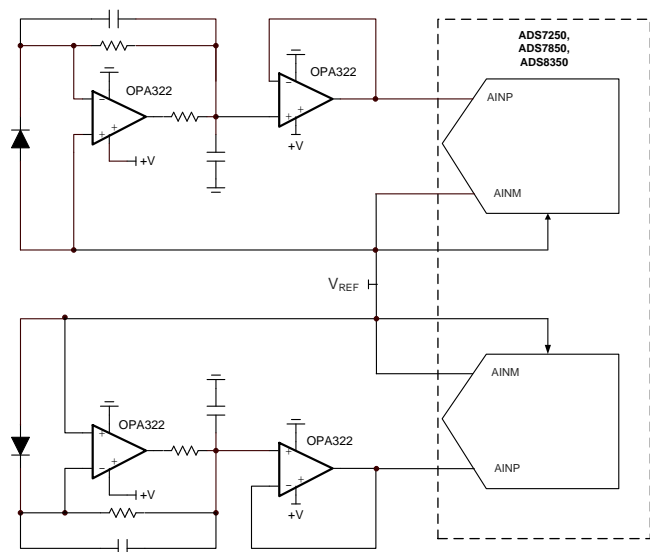 ADS7250,
ADS7850,
ADS8350
OPA322
OPA322
− + +
− + +
+V
+V
AINP
AINM
VREF
AINM
AINP
OPA322
OPA322
+ + −
+ + −
+V
+V